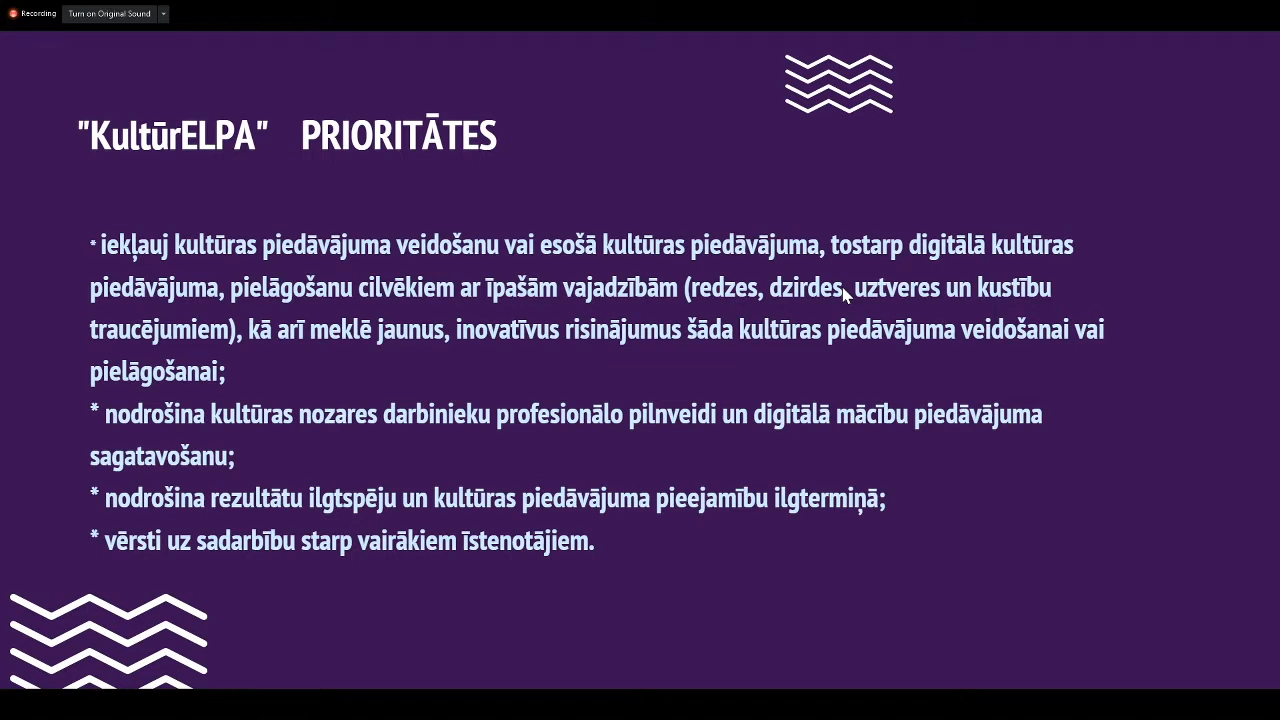 Recording
Turn on Original Sound
"KultūrELPA" PRIORITĀTES
* iekļauj kultūras piedāvājuma veidošanu vai esošā kultūras piedāvājuma, tostarp digitālā kultūras
piedāvājuma, pielāgošanu cilvēkiem ar īpašām vajadzībām (redzes, dzirdes, uztveres un kustību
traucējumiem), kā arī meklē jaunus, inovatīvus risinājumus šāda kultūras piedāvājuma veidošanai vai
pielāgošanai;
* nodrošina kultūras nozares darbinieku profesionālo pilnveidi un digitālā mācību piedāvājuma
sagatavošanu;
* nodrošina rezultātu ilgtspēju un kultūras piedāvājuma pieejamību ilgtermiņā;
* vērsti uz sadarbību starp vairākiem īstenotājiem.